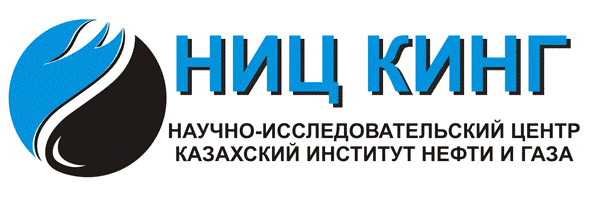 НИЦ КИНГ
НАУЧНО-ИССЛЕДОВАТЕЛЬСКИЙ ЦЕНТР
КАЗАХСКИЙ ИНСТИТУТ НЕФТИ И ГАЗА